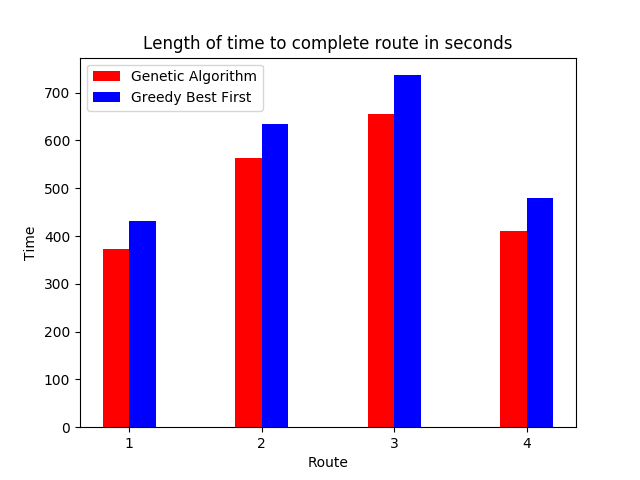 Length of time to complete route in seconds
Genetic Algorithm
Greedy Best First
700
600
500
400
300
200
100
0
Time
1 2 3 4
Route